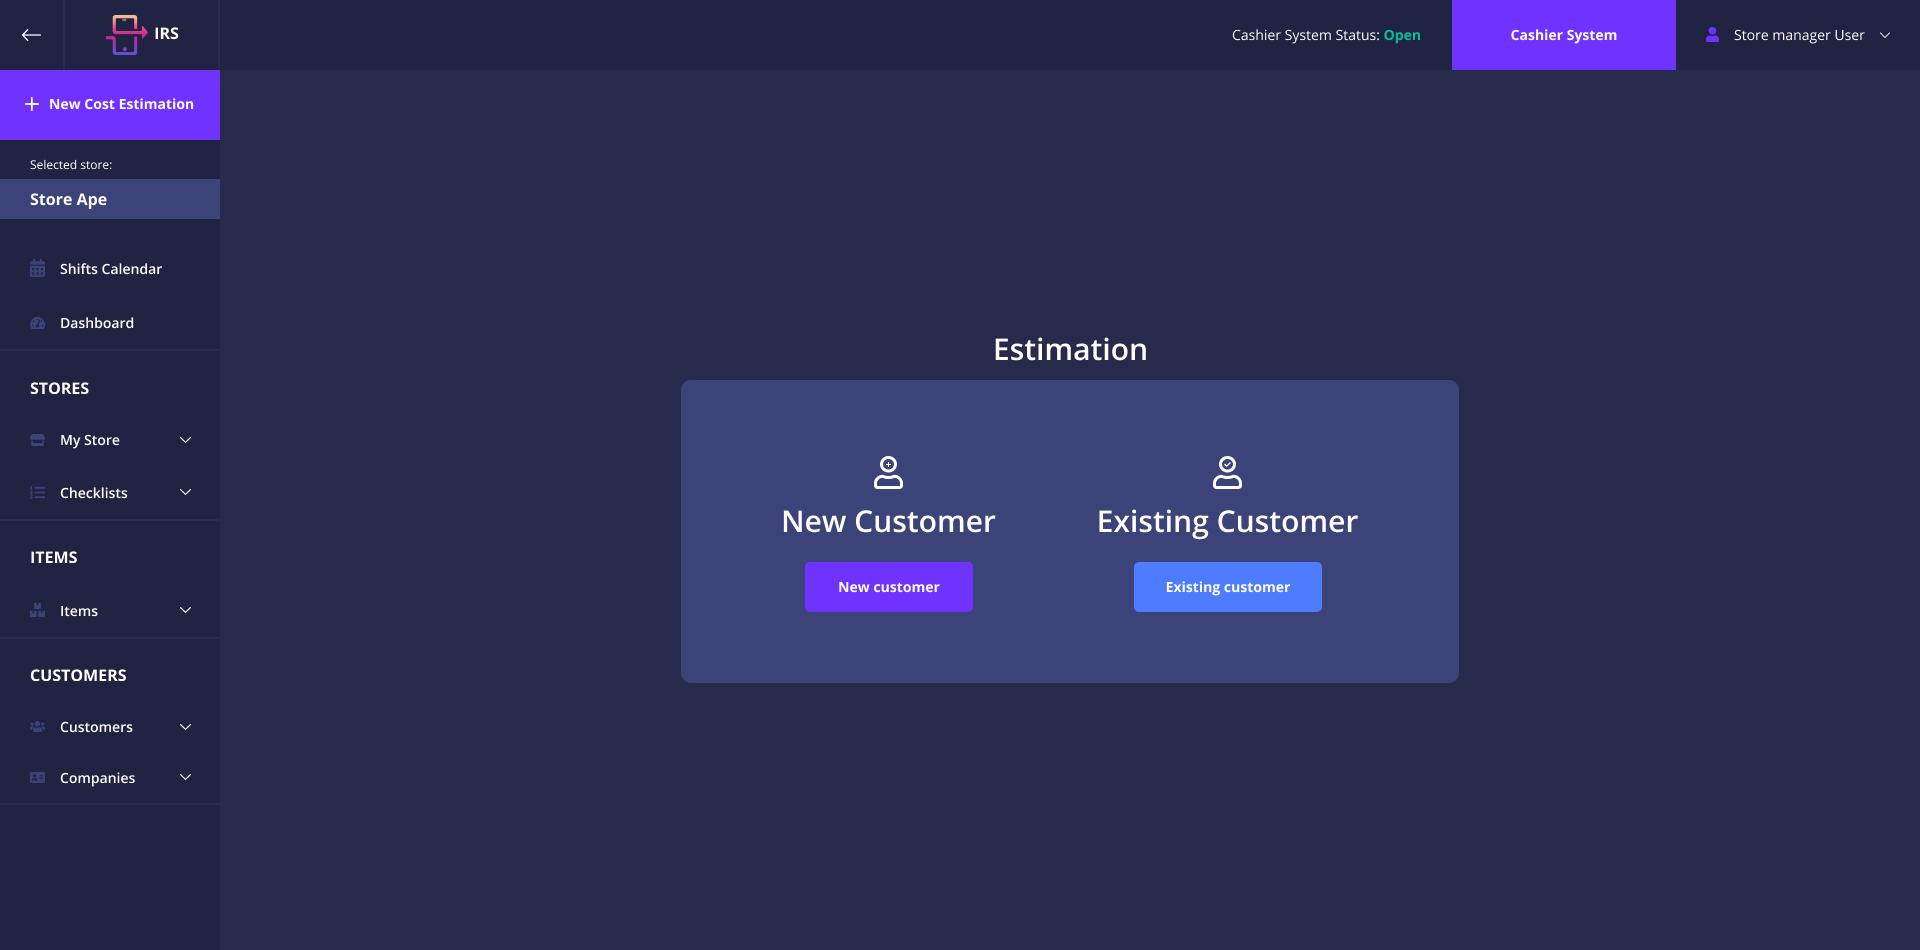 IRS
Cashier System Status: Open
Cashier System
Store manager User
New Cost Estimation
Selected store:
Store Ape
Shifts Calendar
Dashboard
STORES
My Store
Checklists
ITEMS
Items
CUSTOMERS
Customers
Companies
Estimation
New Customer
Existing Customer
New customer
Existing customer